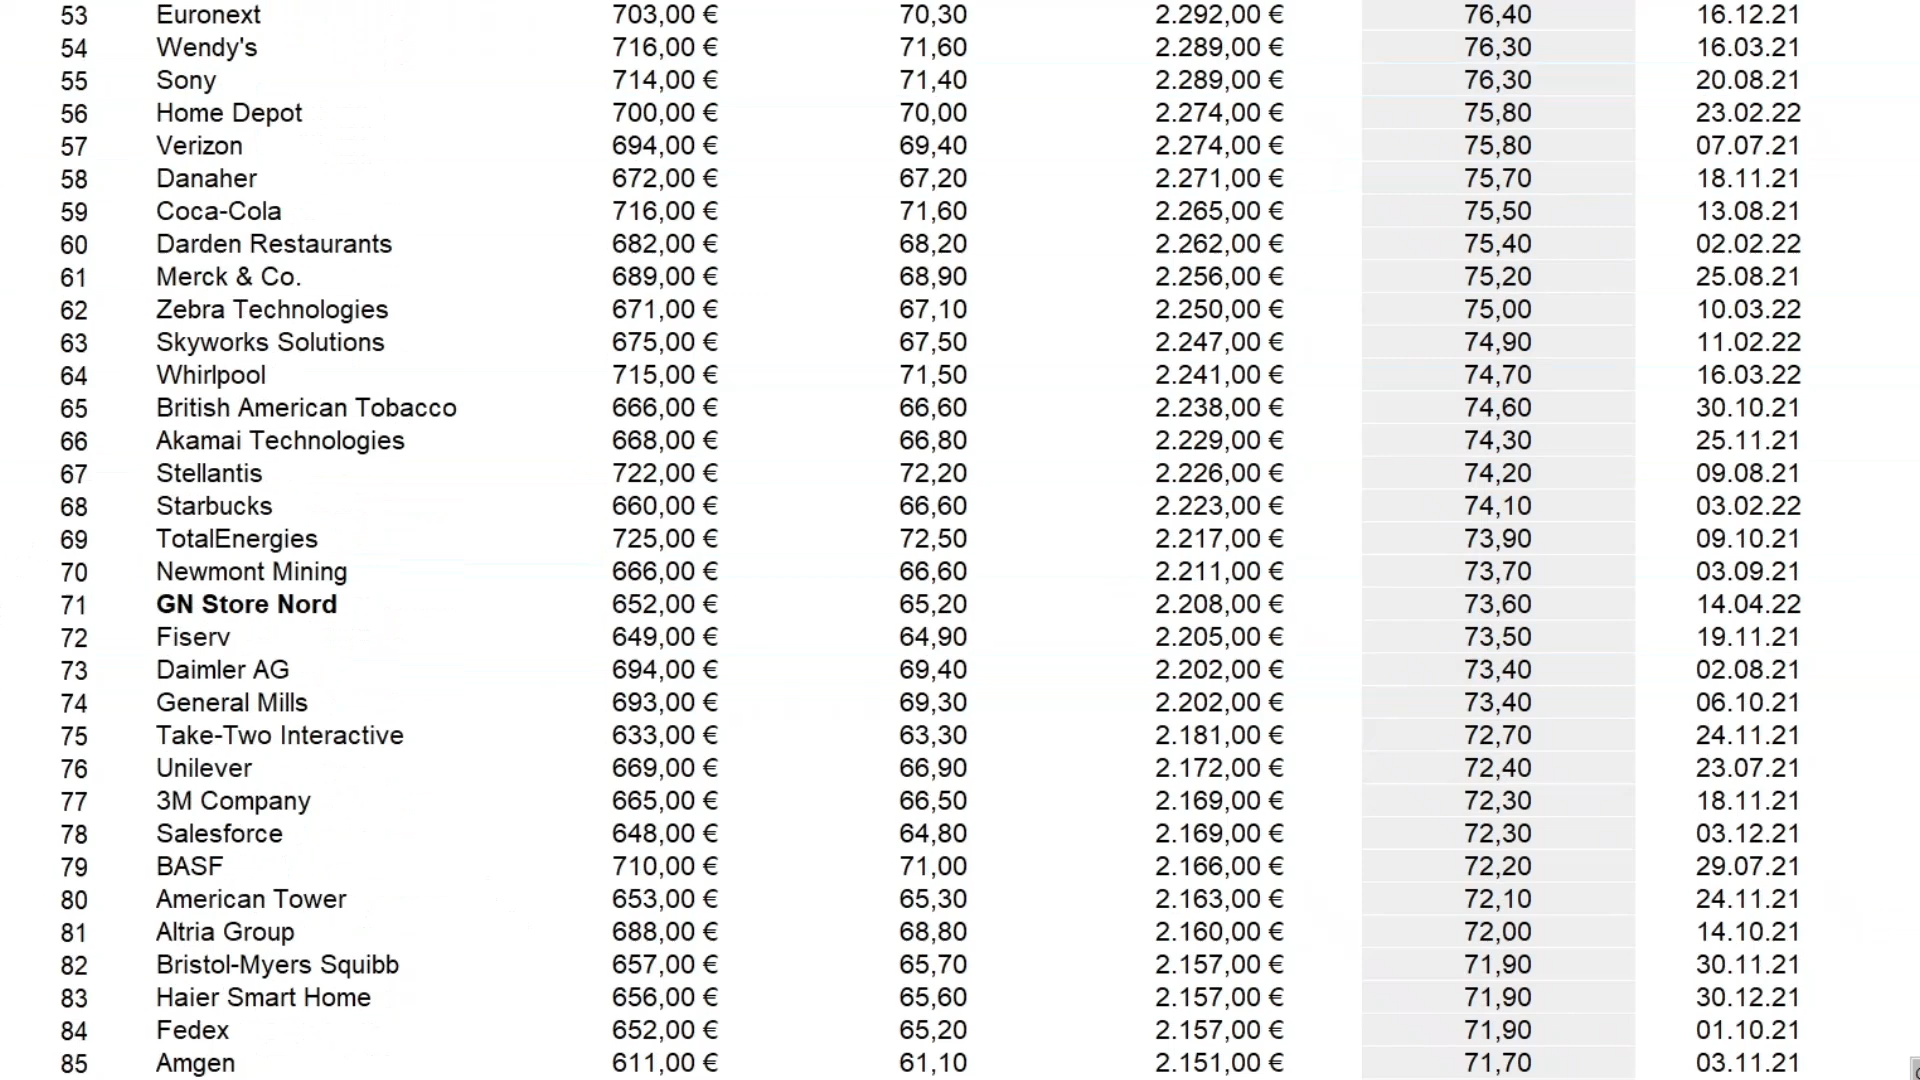 53 Euronext 703,00 € 70,30 2.292,00 € 76,40 16.12.21
54 Wendy's 716,00 € 71,60 2.289,00 € 76,30 16.03.21
55 Sony 714,00 € 71,40 2.289,00 € 76,30 20.08.21
56 Home Depot 700,00 € 70,00 2.274,00 € 75,80 23.02.22
57 Verizon 694,00 € 69,40 2.274,00 € 75,80 07.07.21
58 Danaher 672,00 € 67,20 2.271,00 € 75,70 18.11.21
59 Coca-Cola 716,00 € 71,60 2.265,00 € 75,50 13.08.21
60 Darden Restaurants 682,00 € 68,20 2.262,00 € 75,40 02.02.22
61 Merck & Co. 689,00 € 68,90 2.256,00 € 75,20 25.08.21
62 Zebra Technologies 671,00 € 67,10 2.250,00 € 75,00 10.03.22
63 Skyworks Solutions 675,00 € 67,50 2.247,00 € 74,90 11.02.22
64 Whirlpool 715,00 € 71,50 2.241,00 € 74,70 16.03.22
65 British American Tobacco 666,00 € 66,60 2.238,00 € 74,60 30.10.21
66 Akamai Technologies 668,00 € 66,80 2.229,00 € 74,30 25.11.21
67 Stellantis 722,00 € 72,20 2.226,00 € 74,20 09.08.21
68 Starbucks 660,00 € 66,60 2.223,00 € 74,10 03.02.22
69 TotalEnergies 725,00 € 72,50 2.217,00 € 73,90 09.10.21
70 Newmont Mining 666,00 € 66,60 2.211,00 € 73,70 03.09.21
71 GN Store Nord 652,00 € 65,20 2.208,00 € 73,60 14.04.22
72 Fiserv 649,00 € 64,90 2.205,00 € 73,50 19.11.21
73 Daimler AG 694,00 € 69,40 2.202,00 € 73,40 02.08.21
74 General Mills 693,00 € 69,30 2.202,00 € 73,40 06.10.21
75 Take-Two Interactive 633,00 € 63,30 2.181,00 € 72,70 24.11.21
76 Unilever 669,00 € 66,90 2.172,00 € 72,40 23.07.21
77 3M Company 665,00 € 66,50 2.169,00 € 72,30 18.11.21
78 Salesforce 648,00 € 64,80 2.169,00 € 72,30 03.12.21
79 BASF 710,00 € 71,00 2.166,00 € 72,20 29.07.21
80 American Tower 653,00 € 65,30 2.163,00 € 72,10 24.11.21
81 Altria Group 688,00 € 68,80 2.160,00 € 72,00 14.10.21
82 Bristol-Myers Squibb 657,00 € 65,70 2.157,00 € 71,90 30.11.21
83 Haier Smart Home 656,00 € 65,60 2.157,00 € 71,90 30.12.21
84 Fedex 652,00 € 65,20 2.157,00 € 71,90 01.10.21
85 Amgen 611,00 € 61,10 2.151,00 € 71,70 03.11.21